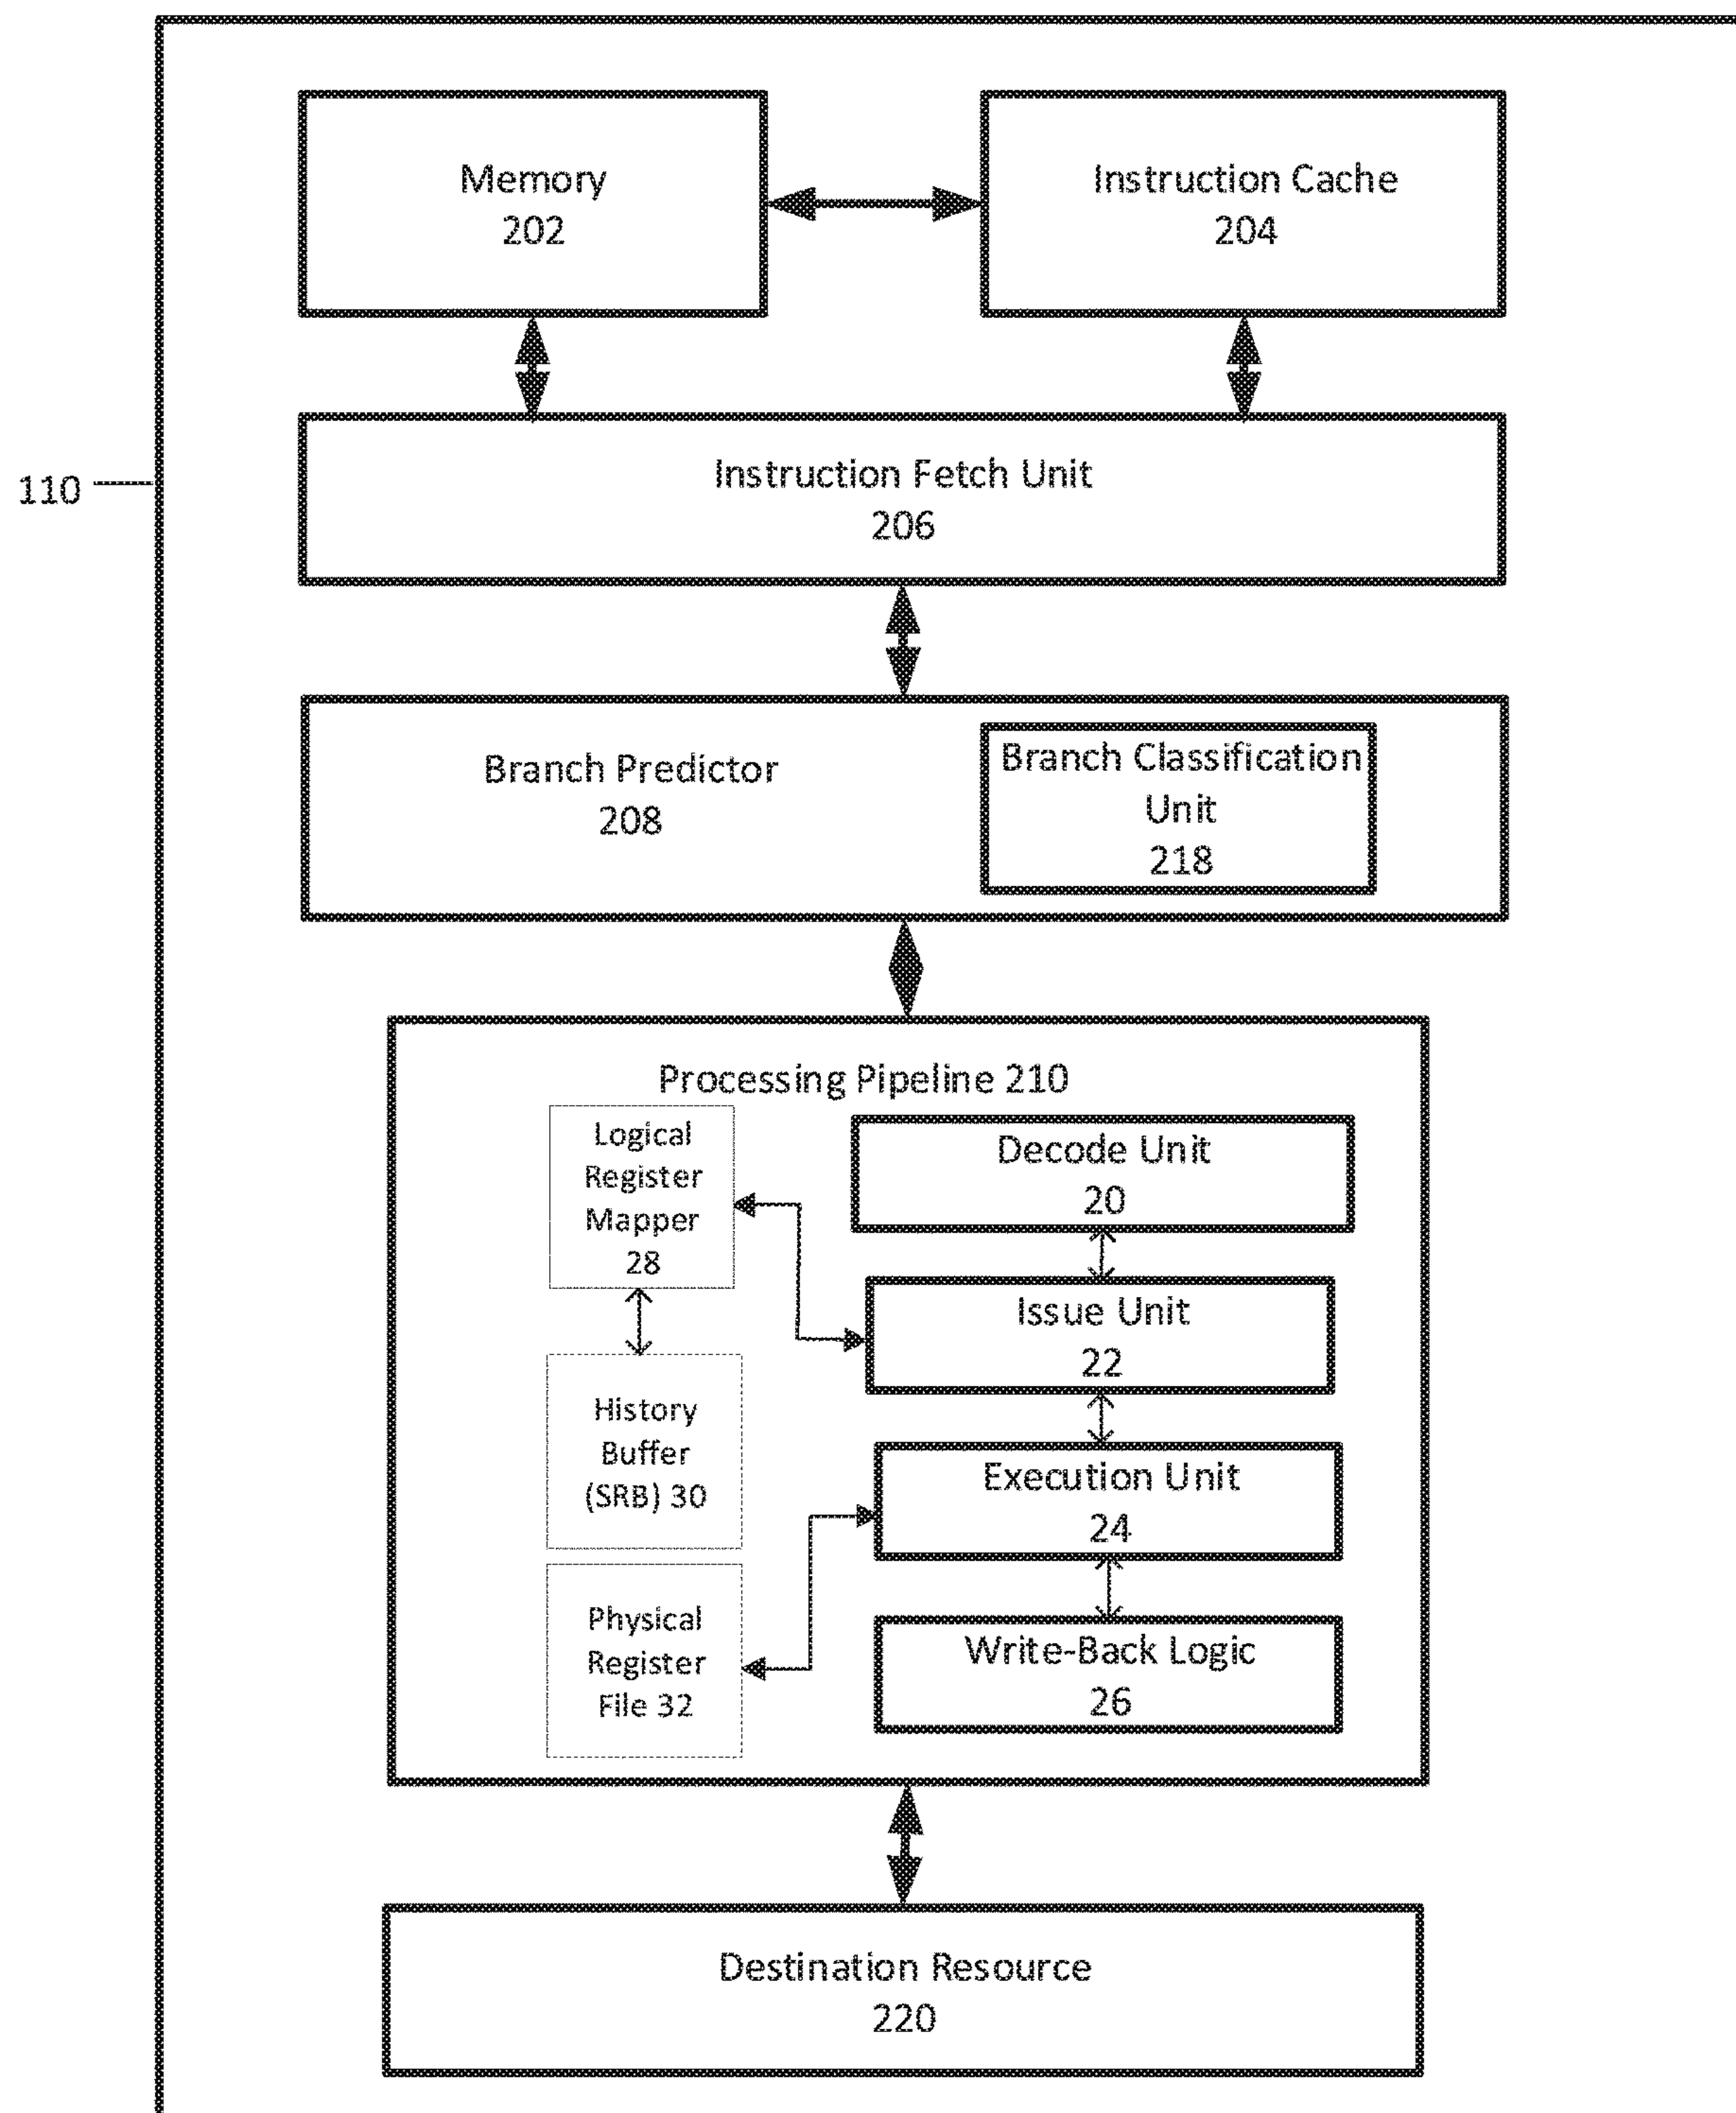 Memory
202
Instruction Cache
204
110
Instruction Fetch Unit
206
Branch Predictor
208
Branch Classification
Unit
218
Processing Pipeline 210
Logical
Register
Mapper
28
Decode Unit
20
Issue Unit
22
History
Buffer
(SRB) 30
Execution Unit
24
Physical
Register
File 32
Write-Back Logic
26
Destination Resource
220